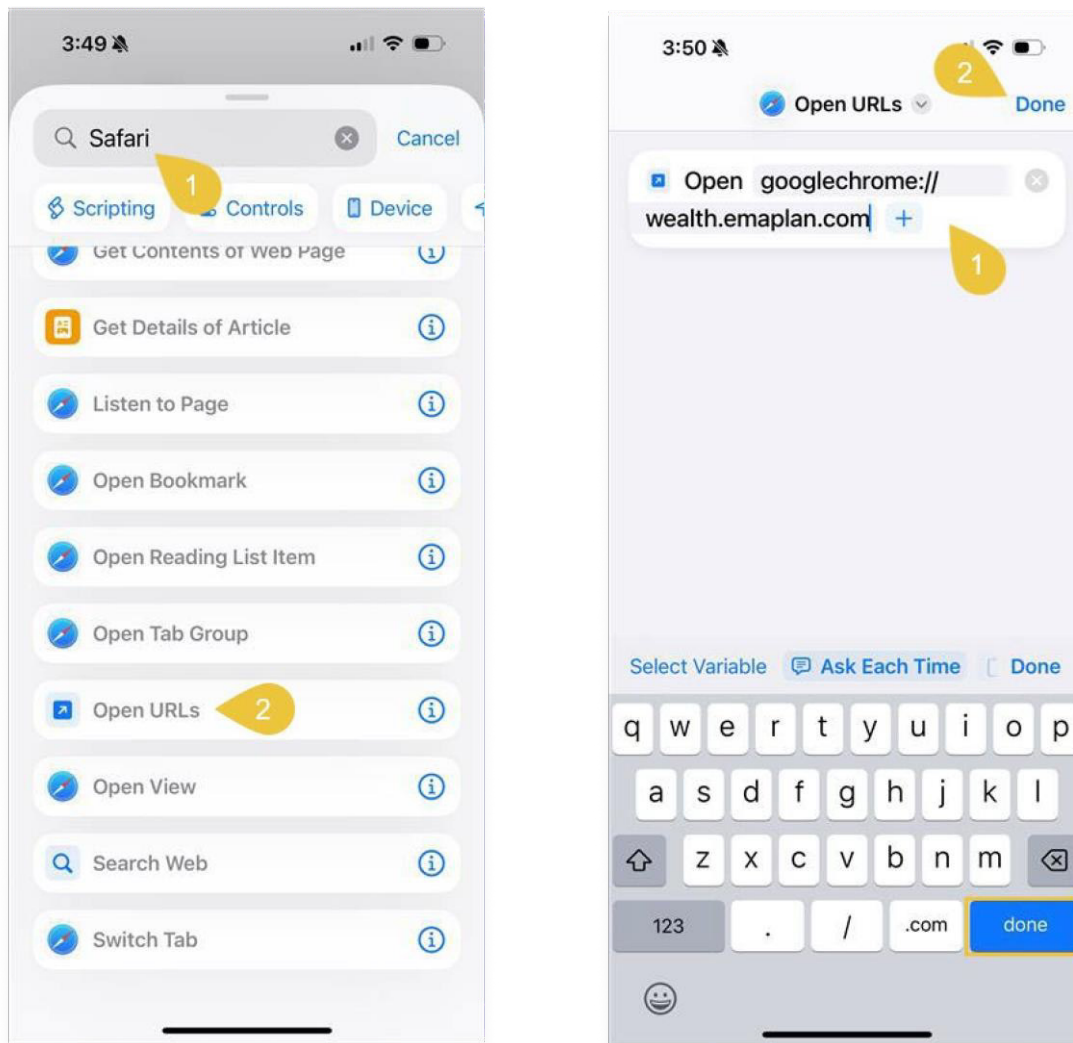 3:49
Safari
Cancel
1
Scripting
Controls
Device
Get Contents of Web Page
Get Details of Article
Listen to Page
Open Bookmark
Open Reading List Item
Open Tab Group
Open URLs
2
Open View
Search Web
Switch Tab
3:50
2
Open URLs
Done
Open googlechrome://
wealth.emaplan.com
1
Select Variable Ask Each Time Done
q w e r t y u i o p
a s d f g h j k l
z x c v b n m
123 . / .com done